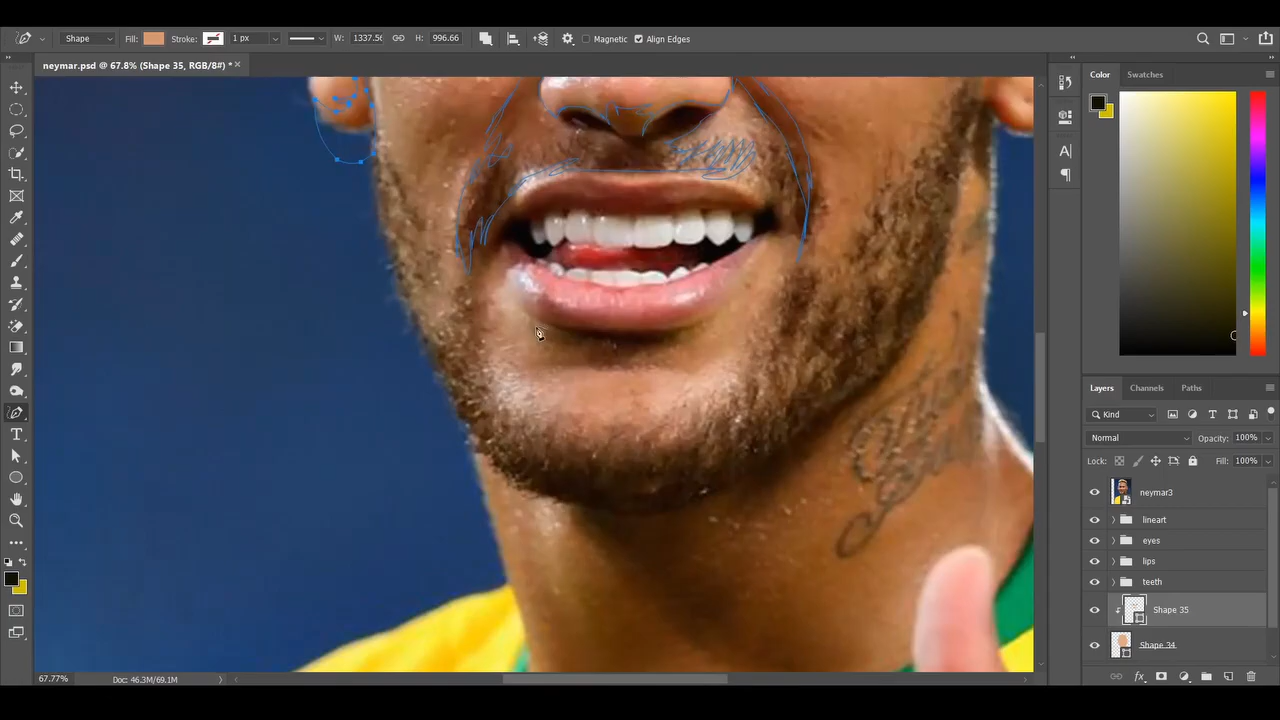 Shape Fill: Stroke: 1 px W: 1337.56 H: 996.66 Magnetic Align Edges
neymar.psd @ 67.8% (Shape 35, RGB/8#) * ×
Color Swatches
A|
¶
T
Layers Channels Paths
Kind
Normal Opacity: 100%
Lock: Fill: 100%
neymar3
lineart
eyes
lips
teeth
Shape 35
Shape 34
67.77% Doc: 46.3M/69.1M
fx